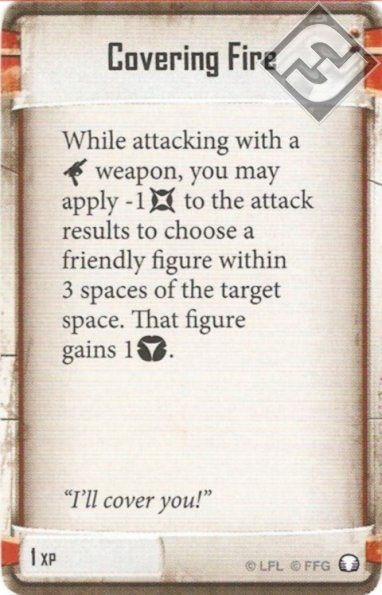 Covering Fire
While attacking with a
weapon, you may
apply -1 to the attack
results to choose a
friendly figure within
3 spaces of the target
space. That figure
gains 1.
“I’ll cover you!”
1 XP
© LFL © FFG